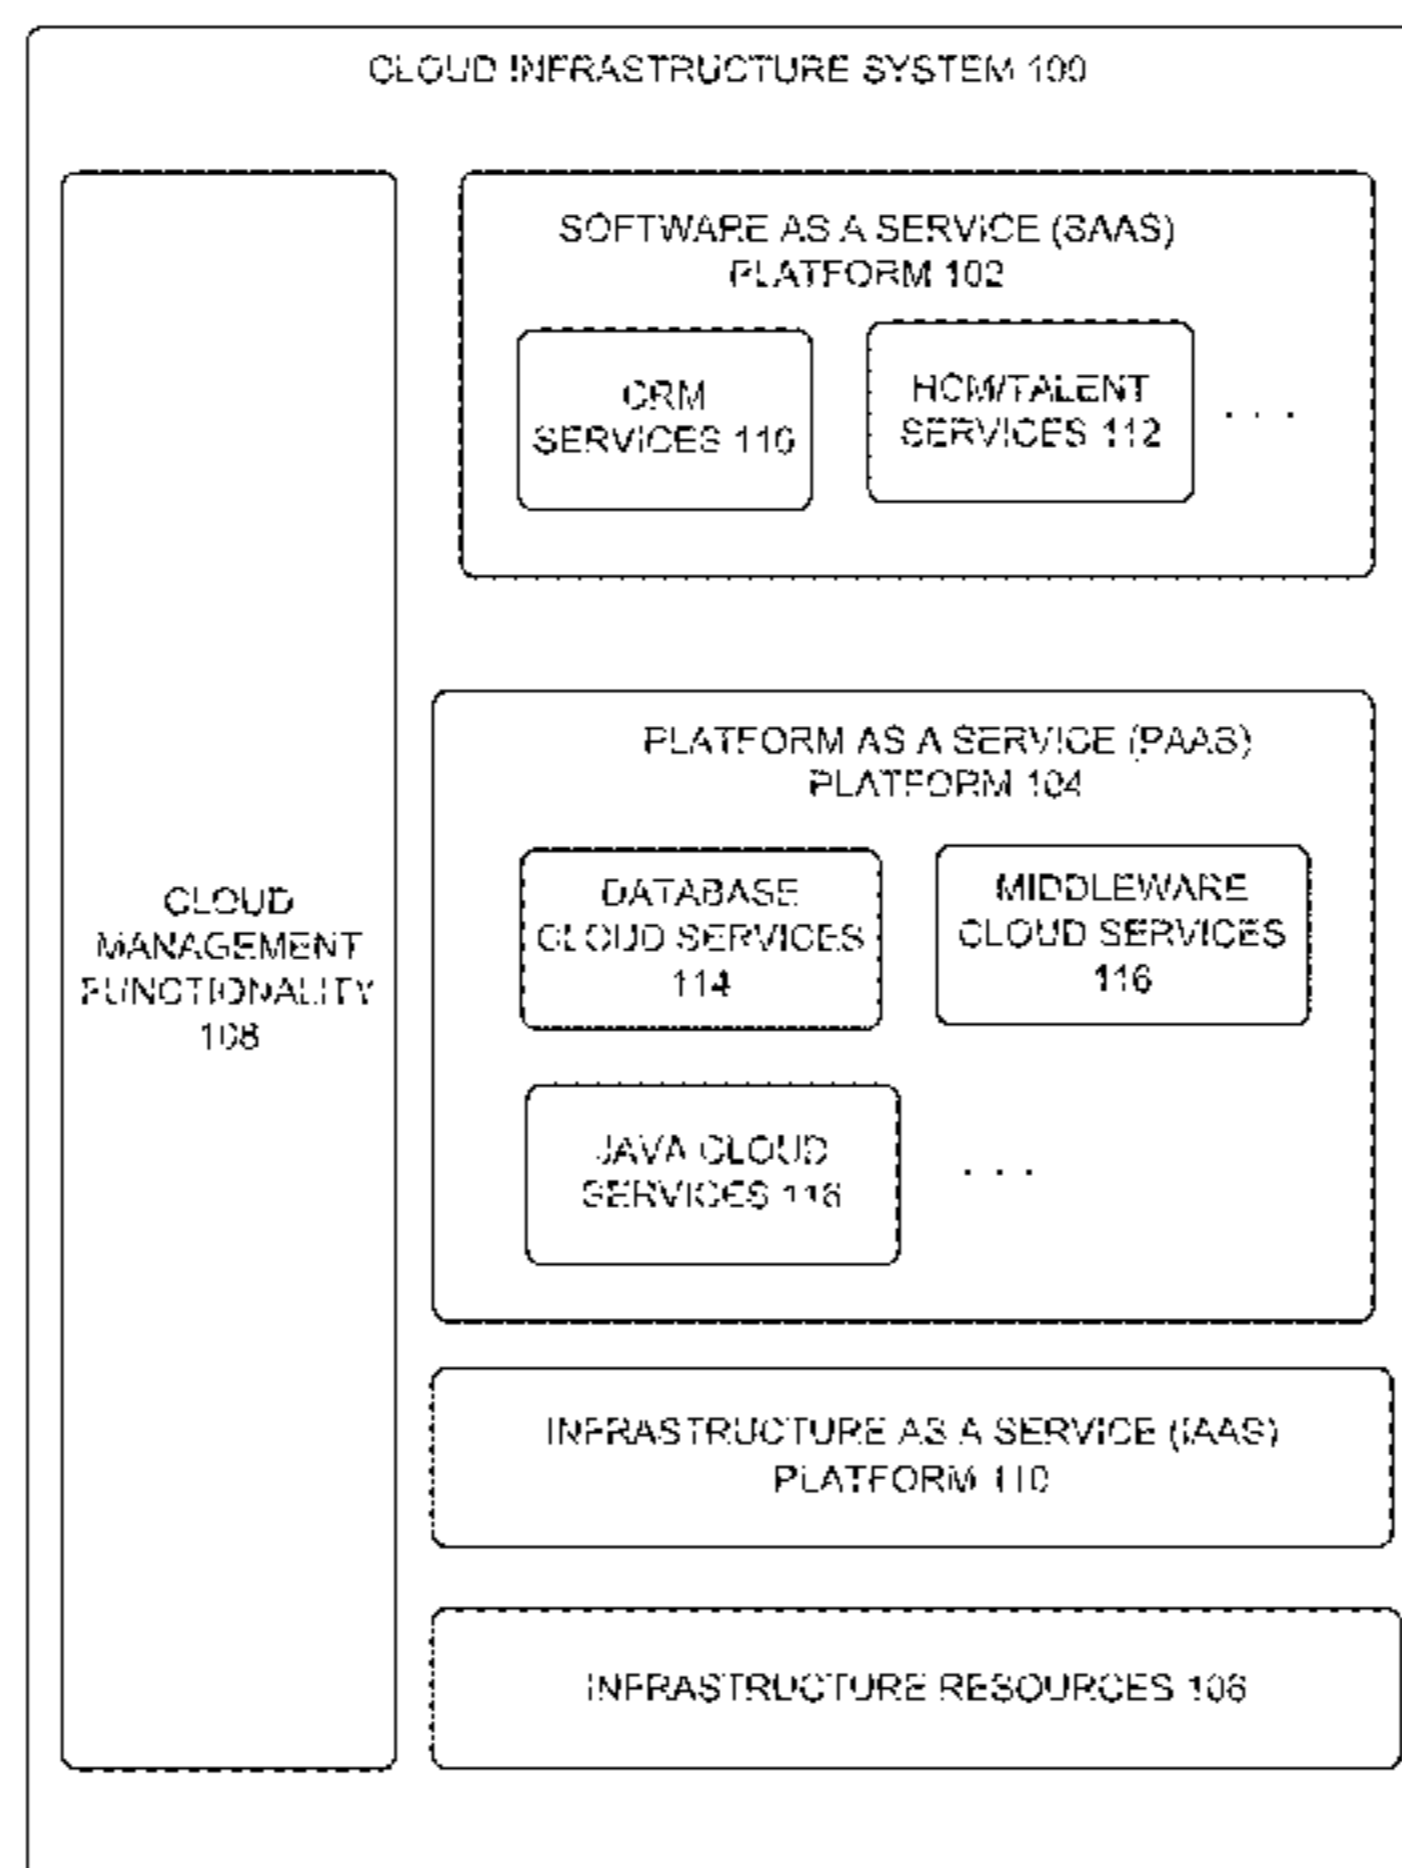 CLOUD INFRASTRUCTURE SYSTEM 100
SOFTWARE AS A SERVICE (SAAS)
PLATFORM 102
CRM
SERVICES 110
HCM/TALENT
SERVICES 112
. . .
PLATFORM AS A SERVICE (PAAS)
PLATFORM 104
DATABASE
CLOUD SERVICES
114
MIDDLEWARE
CLOUD SERVICES
116
JAVA CLOUD
SERVICES 116
. . .
CLOUD
MANAGEMENT
FUNCTIONALITY
108
INFRASTRUCTURE AS A SERVICE (IAAS)
PLATFORM 110
INFRASTRUCTURE RESOURCES 106